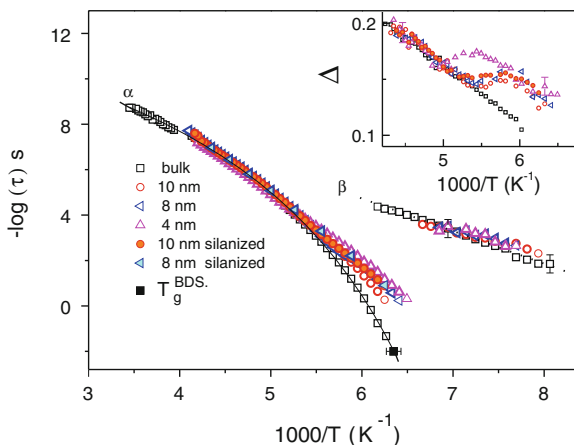 12
8
4
0
-log (τ) s
α
β
bulk
10 nm
8 nm
4 nm
10 nm silanized
8 nm silanized
T_g^BDS.
3 4 5 6 7 8
1000/T (K⁻¹)
0.2
0.1
Δ
5 6
1000/T (K⁻¹)